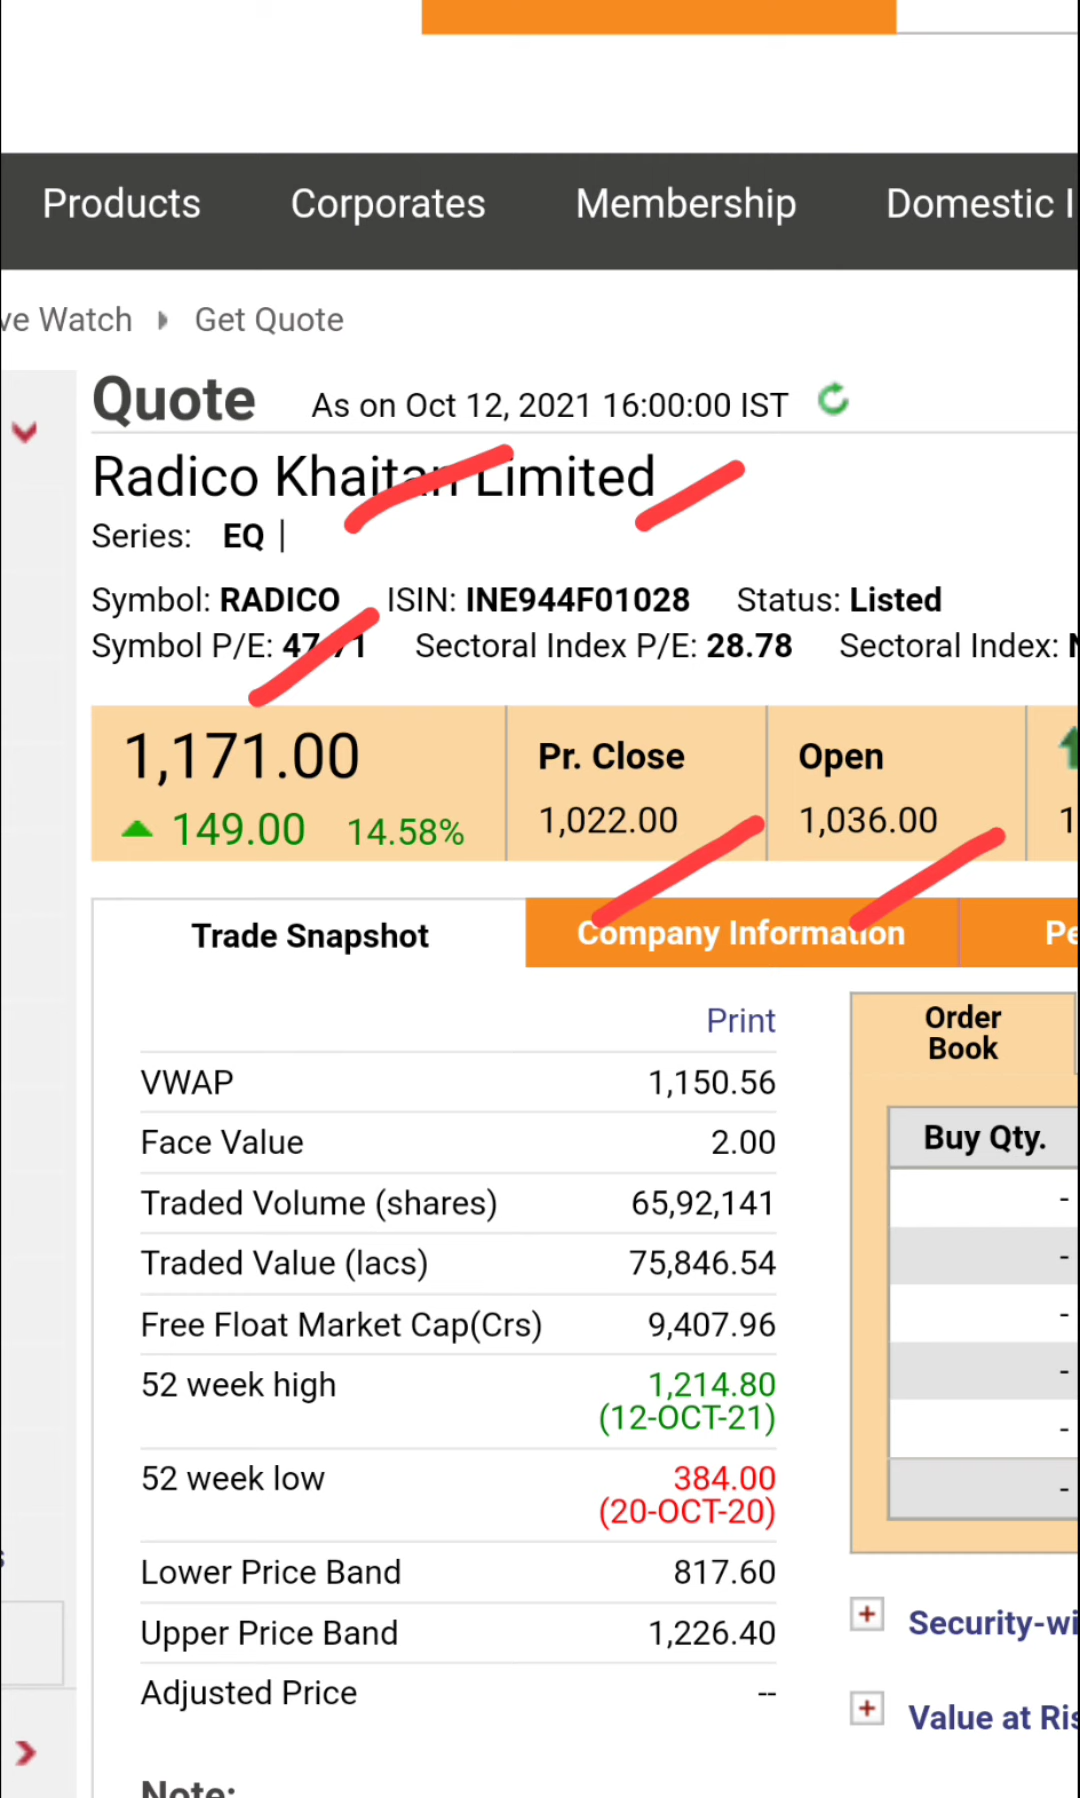 Products Corporates Membership Domestic I
ve Watch Get Quote
Quote As on Oct 12, 2021 16:00:00 IST
Radico Khaitan Limited
Series: EQ |
Symbol: RADICO ISIN: INE944F01028 Status: Listed
Symbol P/E: 47.71 Sectoral Index P/E: 28.78 Sectoral Index: N
1,171.00 Pr. Close Open
149.00 14.58% 1,022.00 1,036.00 1
Trade Snapshot Company Information Pe
Print
VWAP 1,150.56
Face Value 2.00
Traded Volume (shares) 65,92,141
Traded Value (lacs) 75,846.54
Free Float Market Cap(Crs) 9,407.96
52 week high 1,214.80
(12-OCT-21)
52 week low 384.00
(20-OCT-20)
Lower Price Band 817.60
Upper Price Band 1,226.40
Adjusted Price --
Note:
Order
Book
Buy Qty.
-
-
-
-
-
-
Security-wi
Value at Ris